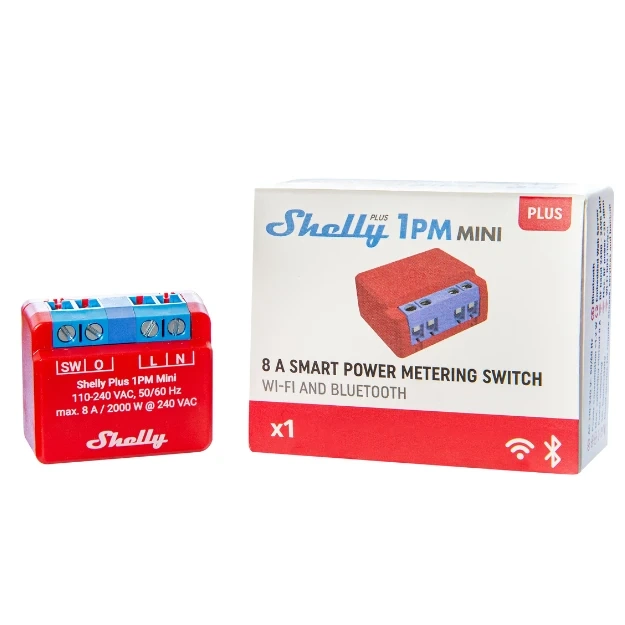 Shelly PLUS 1PM MINI
PLUS
8 A SMART POWER METERING SWITCH
WI-FI AND BLUETOOTH
x1
SW O L N
Shelly Plus 1PM Mini
110-240 VAC, 50/60 Hz
max. 8 A / 2000 W @ 240 VAC
Shelly